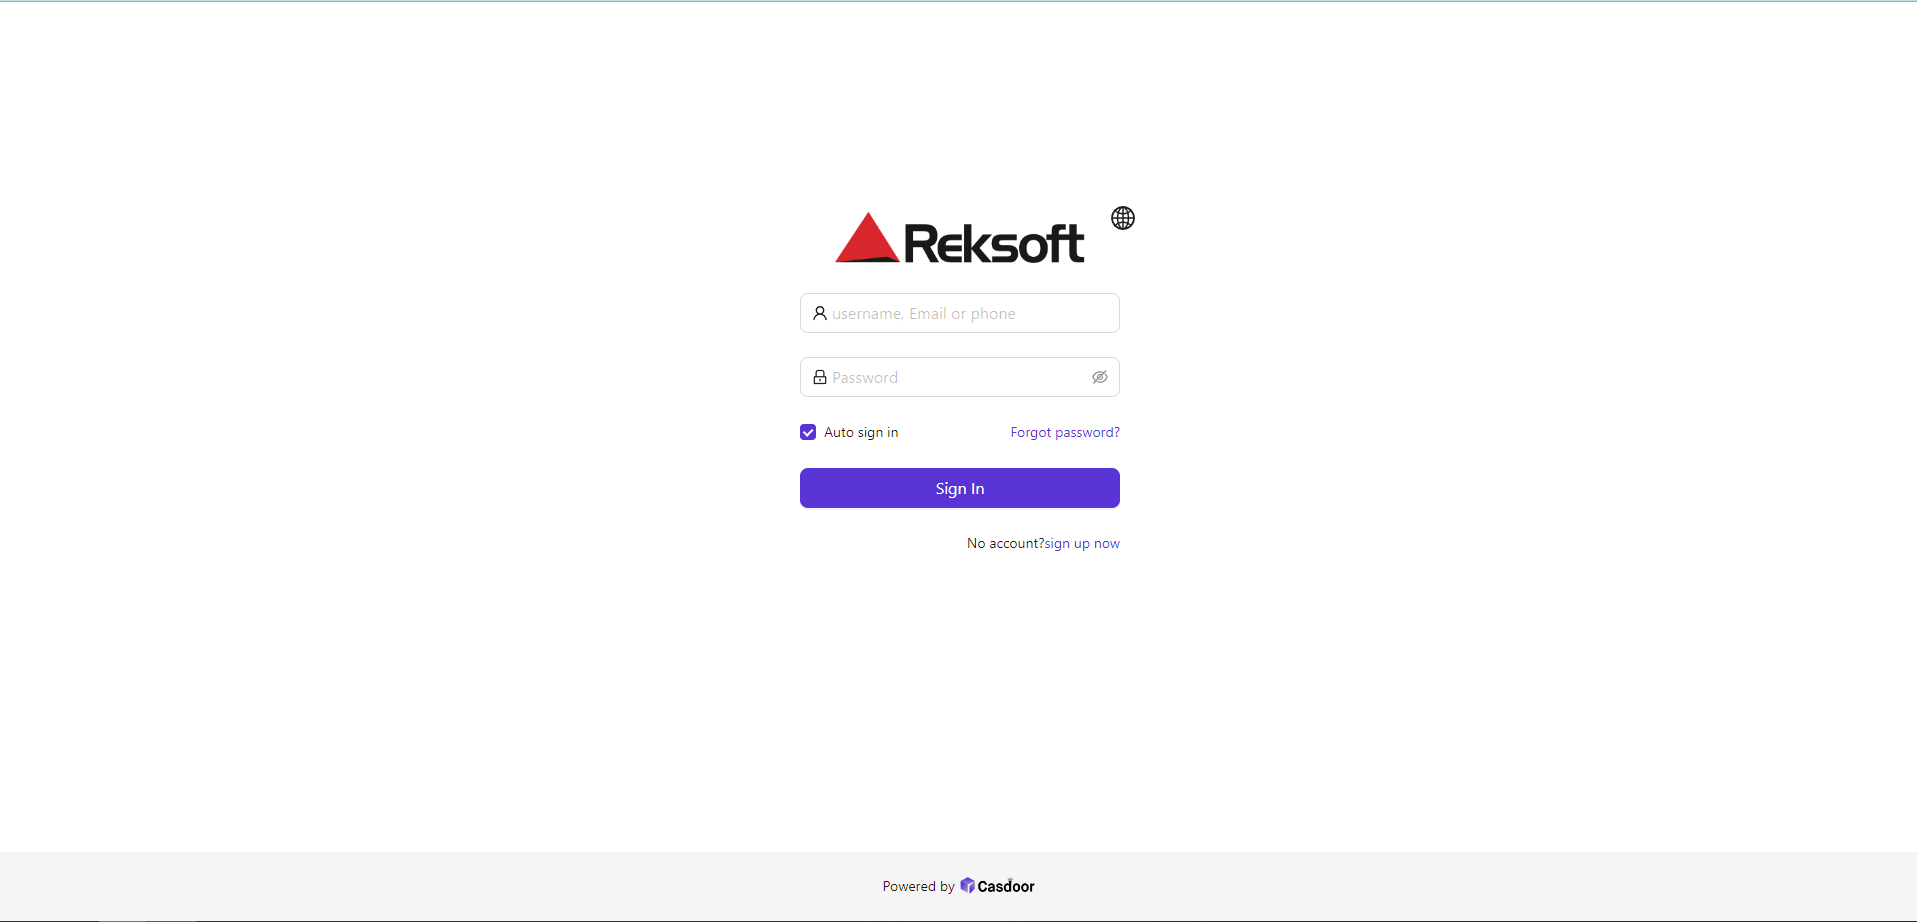 Reksoft
username, Email or phone
Password
Auto sign in
Forgot password?
Sign In
No account?sign up now
Powered by Casdoor